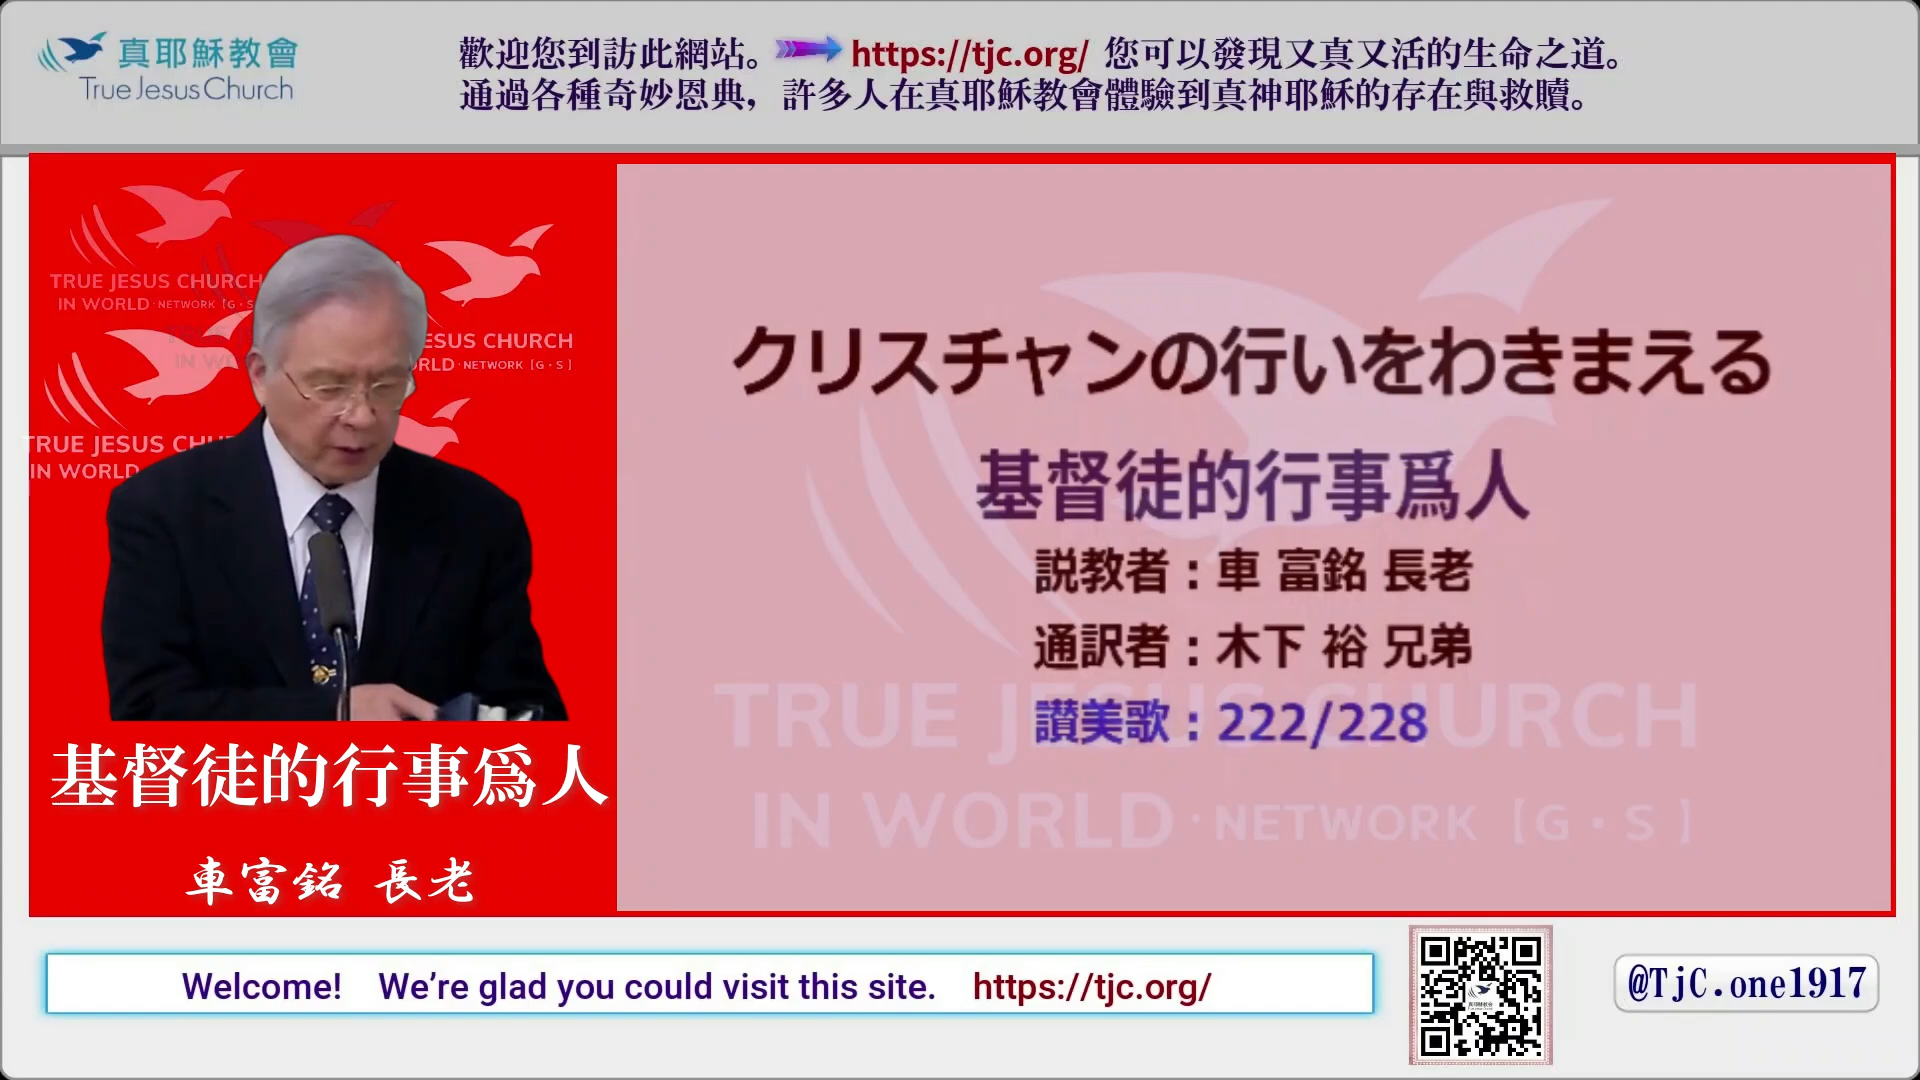 真耶穌教會
True Jesus Church
歡迎您到訪此網站。 https://tjc.org/ 您可以發現又真又活的生命之道。
通過各種奇妙恩典，許多人在真耶穌教會體驗到真神耶穌的存在與救贖。
TRUE JESUS CHURCH
IN WORLD · NETWORK [G · S
ESUS CHURCH
ORLD · NETWORK [G · S]
TRUE JESUS CHU
IN WORLD
基督徒的行事爲人
車富銘 長老
クリスチャンの行いをわきまえる
基督徒的行事爲人
説教者：車 富銘 長老
通訳者：木下 裕 兄弟
讃美歌：222/228
TRUE JESUS CHURCH
IN WORLD · NETWORK [G · S]
Welcome! We’re glad you could visit this site. https://tjc.org/
@TjC.one1917